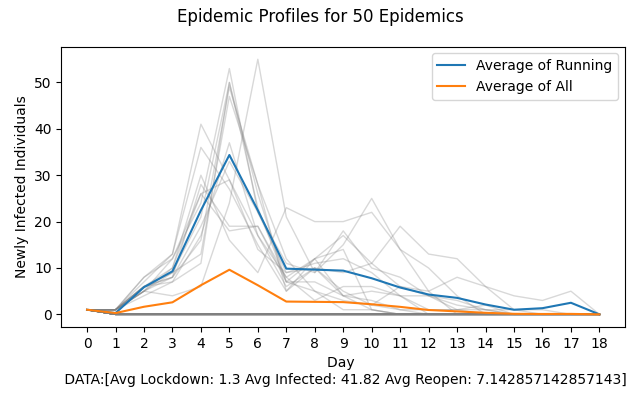 Epidemic Profiles for 50 Epidemics
Average of Running
Average of All
Newly Infected Individuals
50
40
30
20
10
0
0 1 2 3 4 5 6 7 8 9 10 11 12 13 14 15 16 17 18
Day
DATA:[Avg Lockdown: 1.3 Avg Infected: 41.82 Avg Reopen: 7.142857142857143]